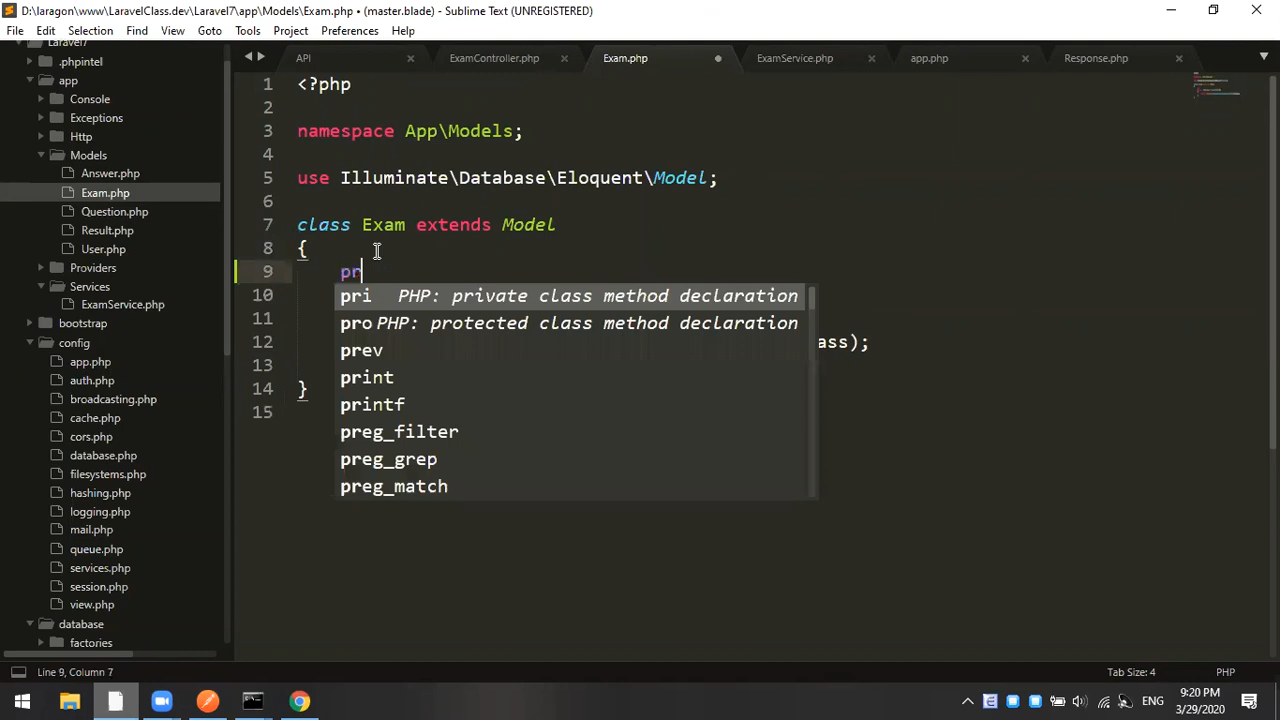 D:\laragon\www\LaravelClass.dev\Laravel7\app\Models\Exam.php • (master.blade) - Sublime Text (UNREGISTERED)
File Edit Selection Find View Goto Tools Project Preferences Help
API ExamController.php Exam.php ExamService.php app.php Response.php
Laravel7
.phpintel
app
Console
Exceptions
Http
Models
Answer.php
Exam.php
Question.php
Result.php
User.php
Providers
Services
ExamService.php
bootstrap
config
app.php
auth.php
broadcasting.php
cache.php
cors.php
database.php
filesystems.php
hashing.php
logging.php
mail.php
queue.php
services.php
session.php
view.php
database
factories
1 <?php
2
3 namespace App\Models;
4
5 use Illuminate\Database\Eloquent\Model;
6
7 class Exam extends Model
8 {
9 pr
10
11
12 ass);
13
14 }
15
pri PHP: private class method declaration
pro PHP: protected class method declaration
prev
print
printf
preg_filter
preg_grep
preg_match
Line 9, Column 7 Tab Size: 4 PHP
ENG
9:20 PM
3/29/2020